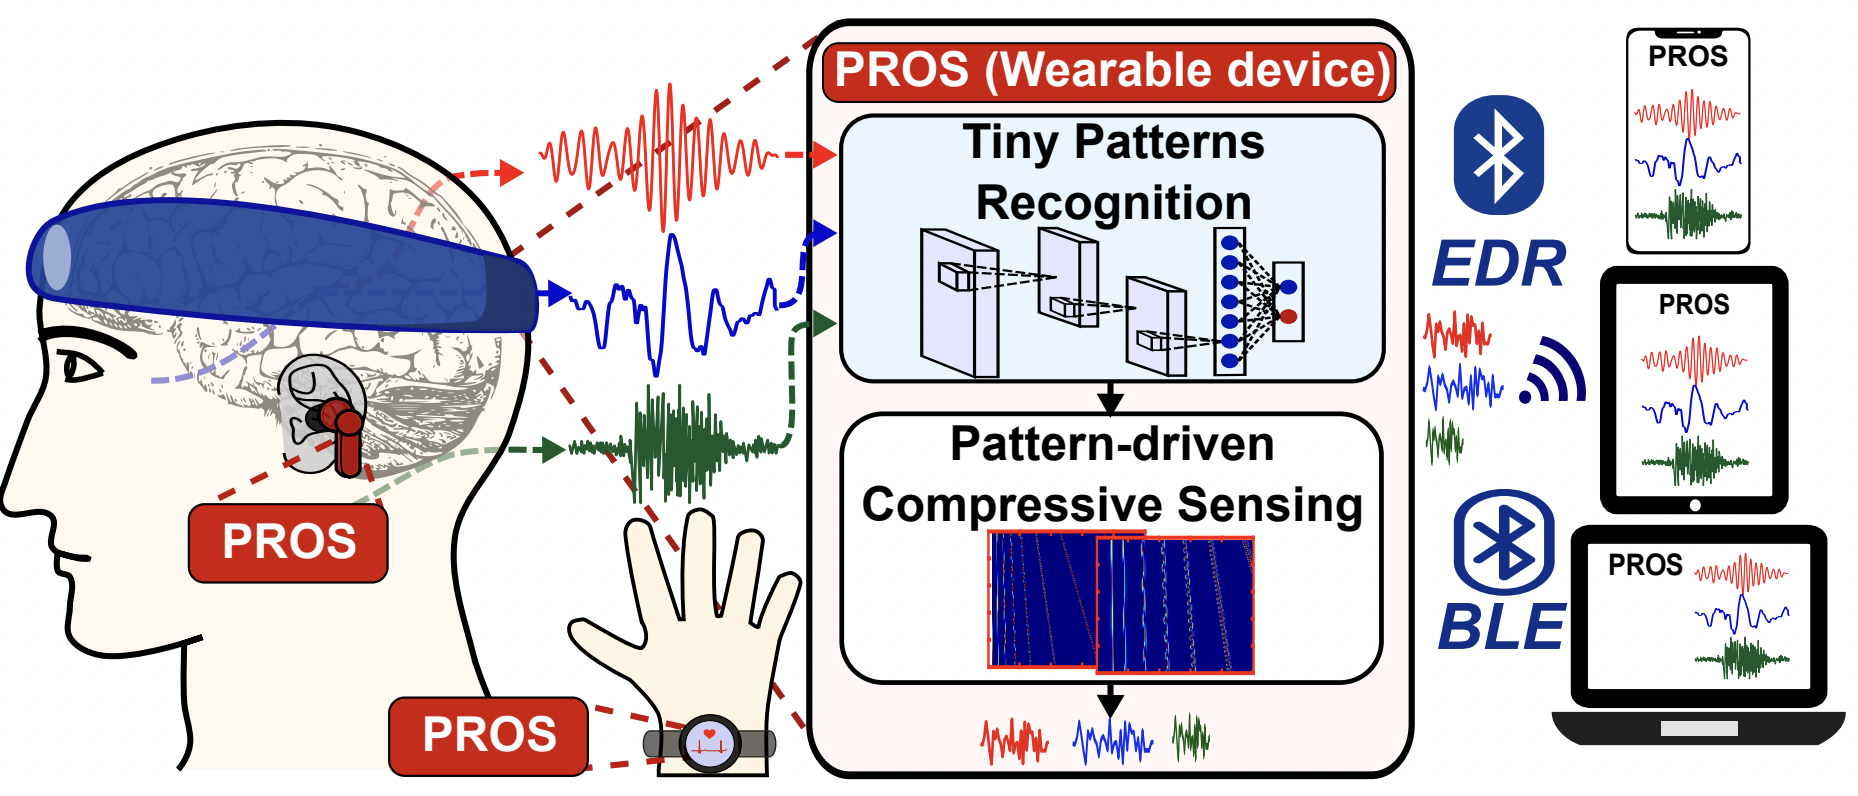 PROS (Wearable device)
Tiny Patterns
Recognition
Pattern-driven
Compressive Sensing
PROS
PROS
EDR
BLE
PROS
PROS
PROS